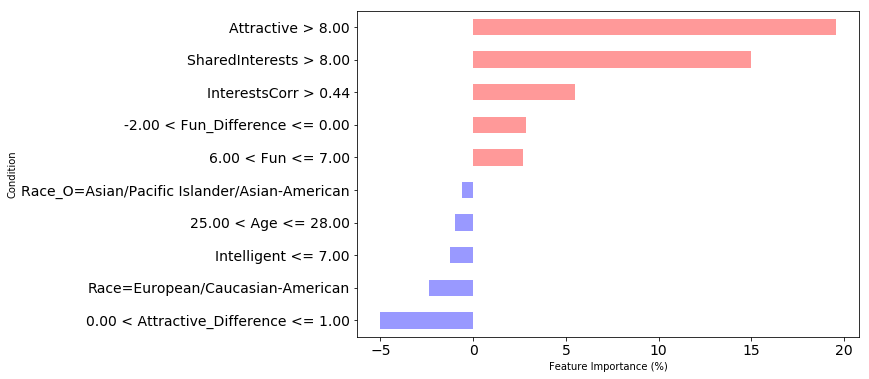 Attractive > 8.00
SharedInterests > 8.00
InterestsCorr > 0.44
-2.00 < Fun_Difference <= 0.00
6.00 < Fun <= 7.00
Race_O=Asian/Pacific Islander/Asian-American
25.00 < Age <= 28.00
Intelligent <= 7.00
Race=European/Caucasian-American
0.00 < Attractive_Difference <= 1.00
Condition
−5 0 5 10 15 20
Feature Importance (%)